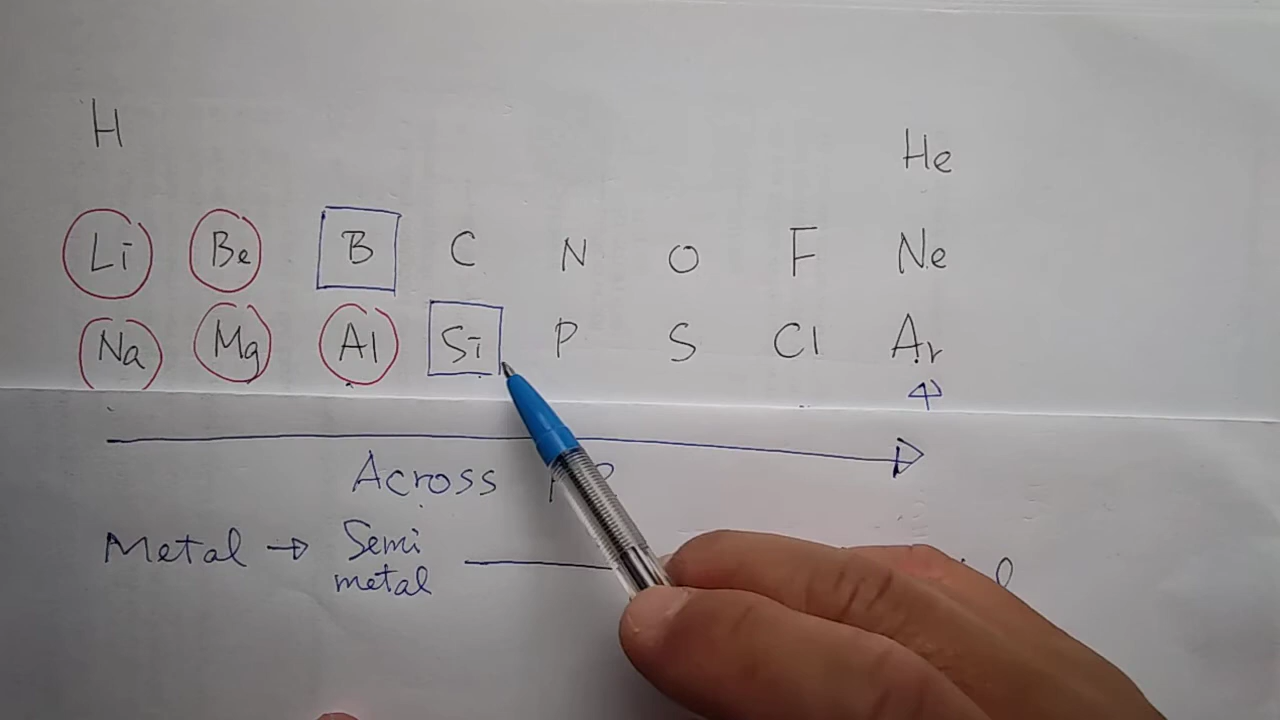 H He
Li Be B C N O F Ne
Na Mg Al Si P S Cl Ar
Across
Metal → Semi
metal